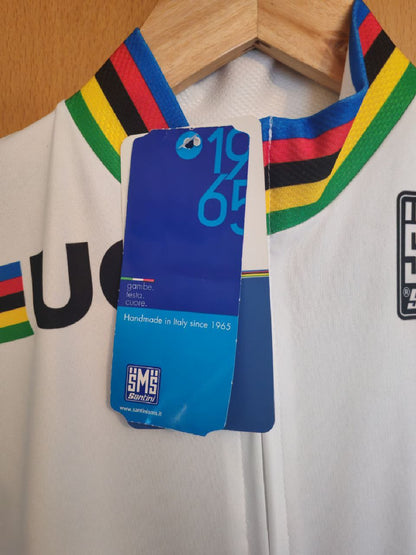 19
65
UC
gambe.
testa.
cuore.
Handmade in Italy since 1965
SMS
Santini
www.santinisms.it